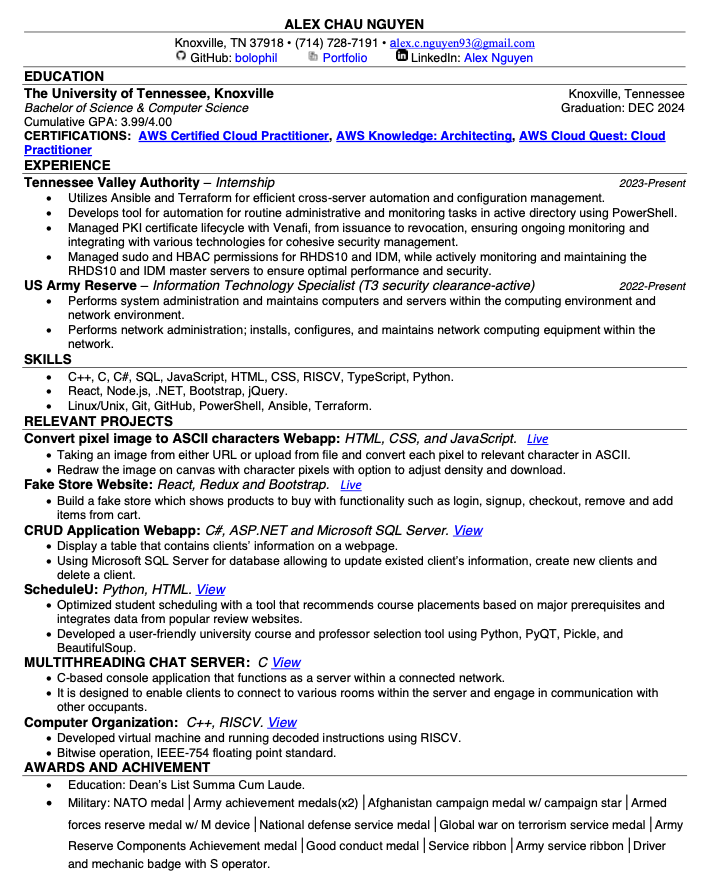 ALEX CHAU NGUYEN
Knoxville, TN 37918 • (714) 728-7191 • alex.c.nguyen93@gmail.com
GitHub: bolophil Portfolio LinkedIn: Alex Nguyen
EDUCATION
The University of Tennessee, Knoxville Knoxville, Tennessee
Bachelor of Science & Computer Science Graduation: DEC 2024
Cumulative GPA: 3.99/4.00
CERTIFICATIONS: AWS Certified Cloud Practitioner, AWS Knowledge: Architecting, AWS Cloud Quest: Cloud
Practitioner
EXPERIENCE
Tennessee Valley Authority – Internship 2023-Present
• Utilizes Ansible and Terraform for efficient cross-server automation and configuration management.
• Develops tool for automation for routine administrative and monitoring tasks in active directory using PowerShell.
• Managed PKI certificate lifecycle with Venafi, from issuance to revocation, ensuring ongoing monitoring and
integrating with various technologies for cohesive security management.
• Managed sudo and HBAC permissions for RHDS10 and IDM, while actively monitoring and maintaining the
RHDS10 and IDM master servers to ensure optimal performance and security.
US Army Reserve – Information Technology Specialist (T3 security clearance-active) 2022-Present
• Performs system administration and maintains computers and servers within the computing environment and
network environment.
• Performs network administration; installs, configures, and maintains network computing equipment within the
network.
SKILLS
• C++, C, C#, SQL, JavaScript, HTML, CSS, RISCV, TypeScript, Python.
• React, Node.js, .NET, Bootstrap, jQuery.
• Linux/Unix, Git, GitHub, PowerShell, Ansible, Terraform.
RELEVANT PROJECTS
Convert pixel image to ASCII characters Webapp: HTML, CSS, and JavaScript. Live
• Taking an image from either URL or upload from file and convert each pixel to relevant character in ASCII.
• Redraw the image on canvas with character pixels with option to adjust density and download.
Fake Store Website: React, Redux and Bootstrap. Live
• Build a fake store which shows products to buy with functionality such as login, signup, checkout, remove and add
items from cart.
CRUD Application Webapp: C#, ASP.NET and Microsoft SQL Server. View
• Display a table that contains clients' information on a webpage.
• Using Microsoft SQL Server for database allowing to update existed client's information, create new clients and
delete a client.
ScheduleU: Python, HTML. View
• Optimized student scheduling with a tool that recommends course placements based on major prerequisites and
integrates data from popular review websites.
• Developed a user-friendly university course and professor selection tool using Python, PyQT, Pickle, and
BeautifulSoup.
MULTITHREADING CHAT SERVER: C View
• C-based console application that functions as a server within a connected network.
• It is designed to enable clients to connect to various rooms within the server and engage in communication with
other occupants.
Computer Organization: C++, RISCV. View
• Developed virtual machine and running decoded instructions using RISCV.
• Bitwise operation, IEEE-754 floating point standard.
AWARDS AND ACHIVEMENT
• Education: Dean's List Summa Cum Laude.
• Military: NATO medal | Army achievement medals(x2) | Afghanistan campaign medal w/ campaign star | Armed
forces reserve medal w/ M device | National defense service medal | Global war on terrorism service medal | Army
Reserve Components Achievement medal | Good conduct medal | Service ribbon | Army service ribbon | Driver
and mechanic badge with S operator.